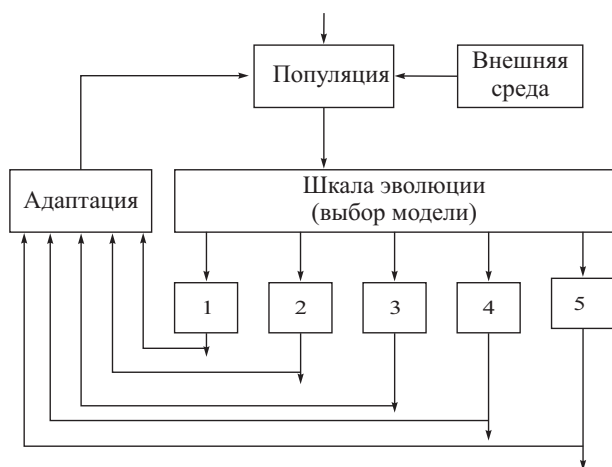 Популяция
Внешняя
среда
Адаптация
Шкала эволюции
(выбор модели)
1
2
3
4
5